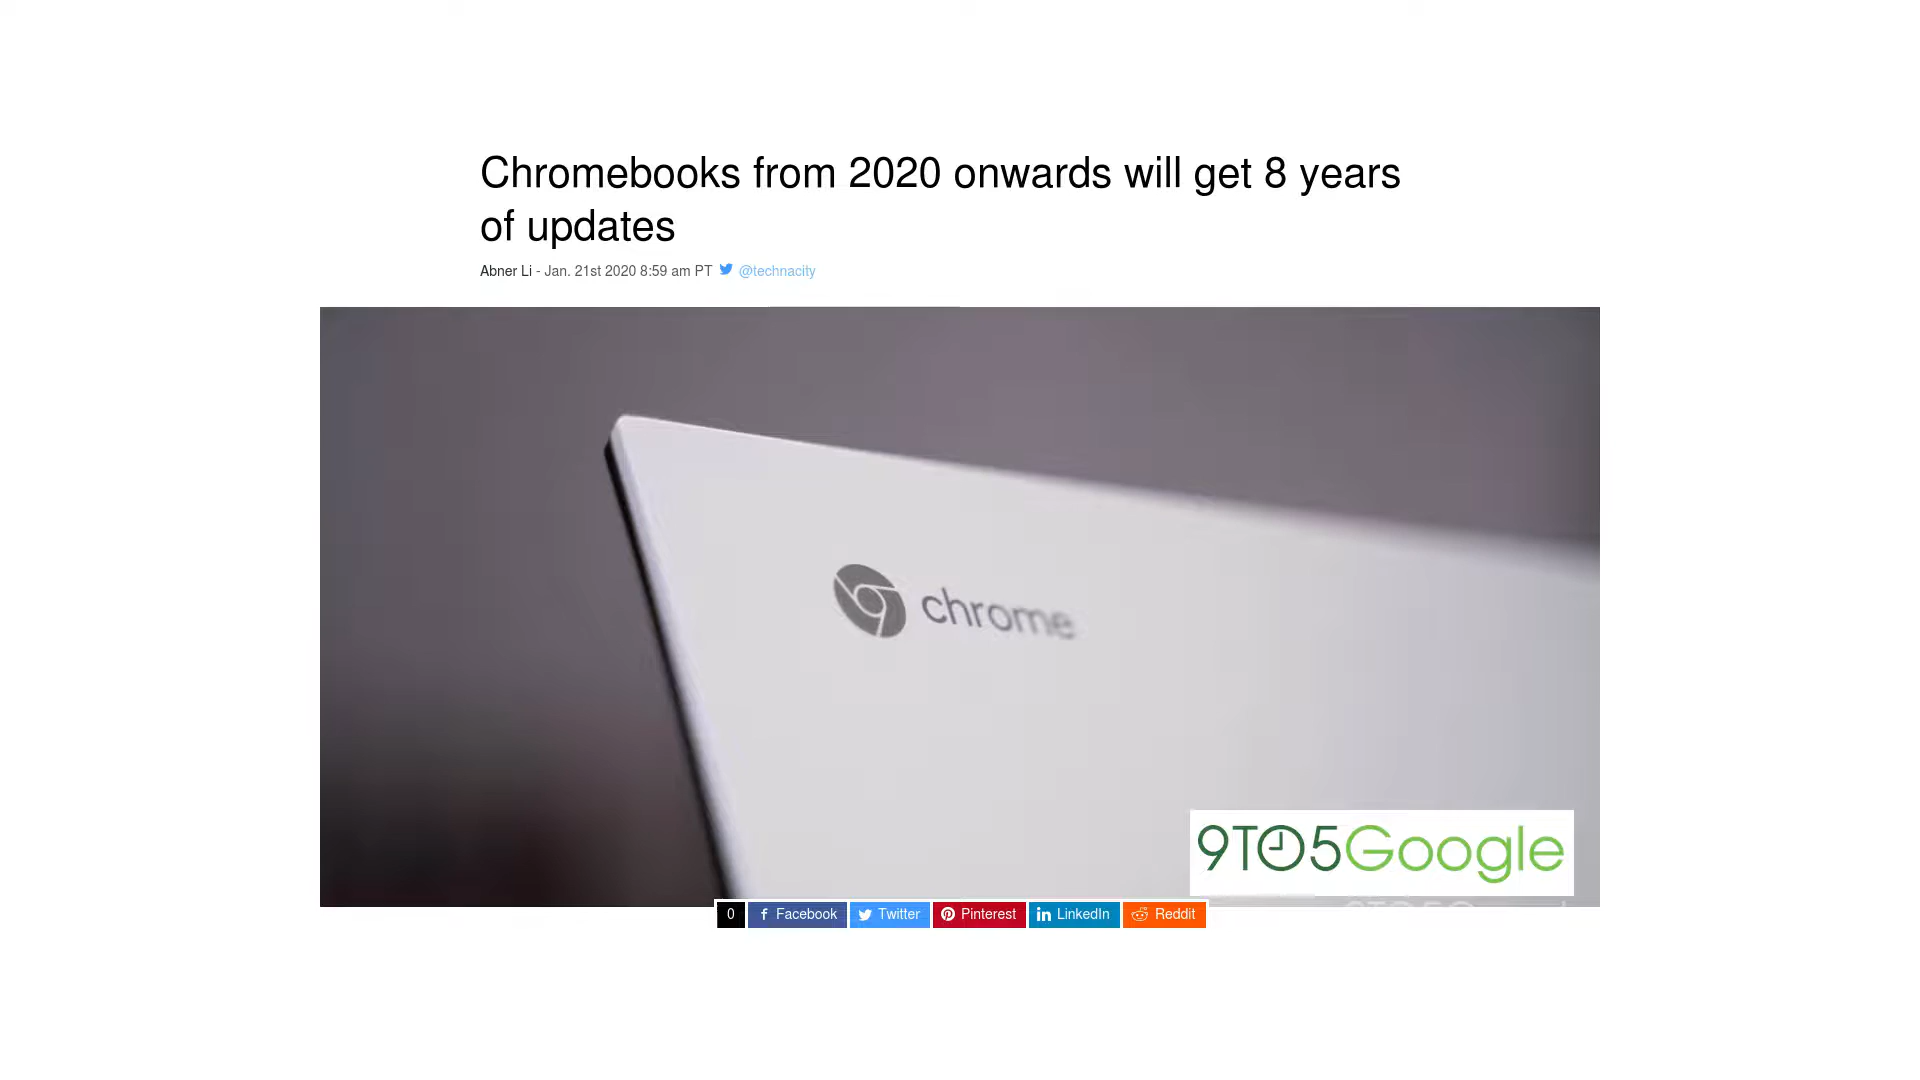 Chromebooks from 2020 onwards will get 8 years
of updates
Abner Li - Jan. 21st 2020 8:59 am PT @technacity
chrome
9TO5Google
0 Facebook Twitter Pinterest LinkedIn Reddit